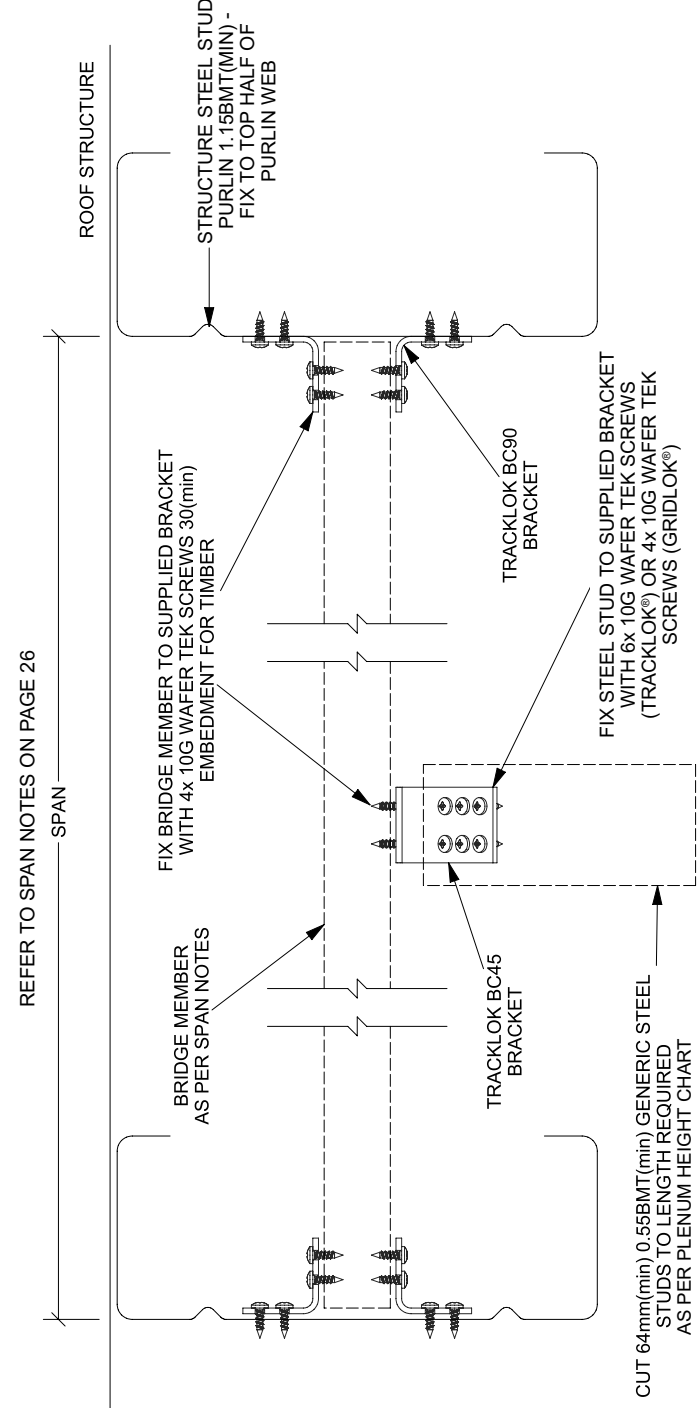 REFER TO SPAN NOTES ON PAGE 26
SPAN
ROOF STRUCTURE
STRUCTURE STEEL STUD
PURLIN 1.15BMT(MIN) -
FIX TO TOP HALF OF
PURLIN WEB
BRIDGE MEMBER
AS PER SPAN NOTES
FIX BRIDGE MEMBER TO SUPPLIED BRACKET
WITH 4x 10G WAFER TEK SCREWS 30(min)
EMBEDMENT FOR TIMBER
TRACKLOK BC45
BRACKET
TRACKLOK BC90
BRACKET
CUT 64mm(min) 0.55BMT(min) GENERIC STEEL
STUDS TO LENGTH REQUIRED
AS PER PLENUM HEIGHT CHART
FIX STEEL STUD TO SUPPLIED BRACKET
WITH 6x 10G WAFER TEK SCREWS
(TRACKLOK®) OR 4x 10G WAFER TEK
SCREWS (GRIDLOK®)